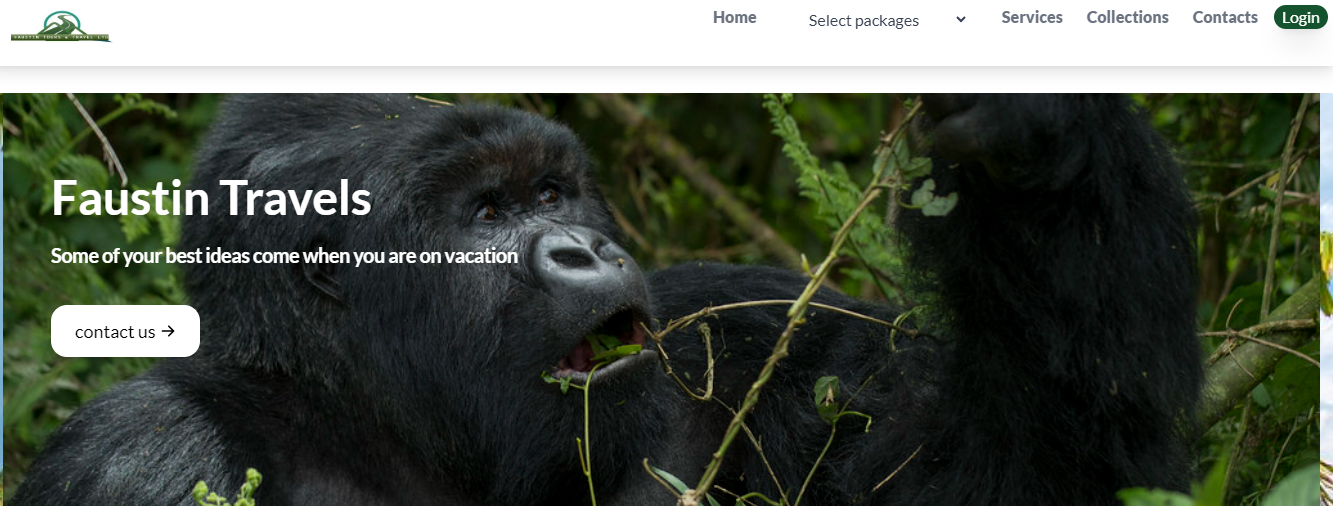 FAUSTIN TOURS & TRAVEL LTD
Home
Select packages
Services
Collections
Contacts
Login
Faustin Travels
Some of your best ideas come when you are on vacation
contact us →